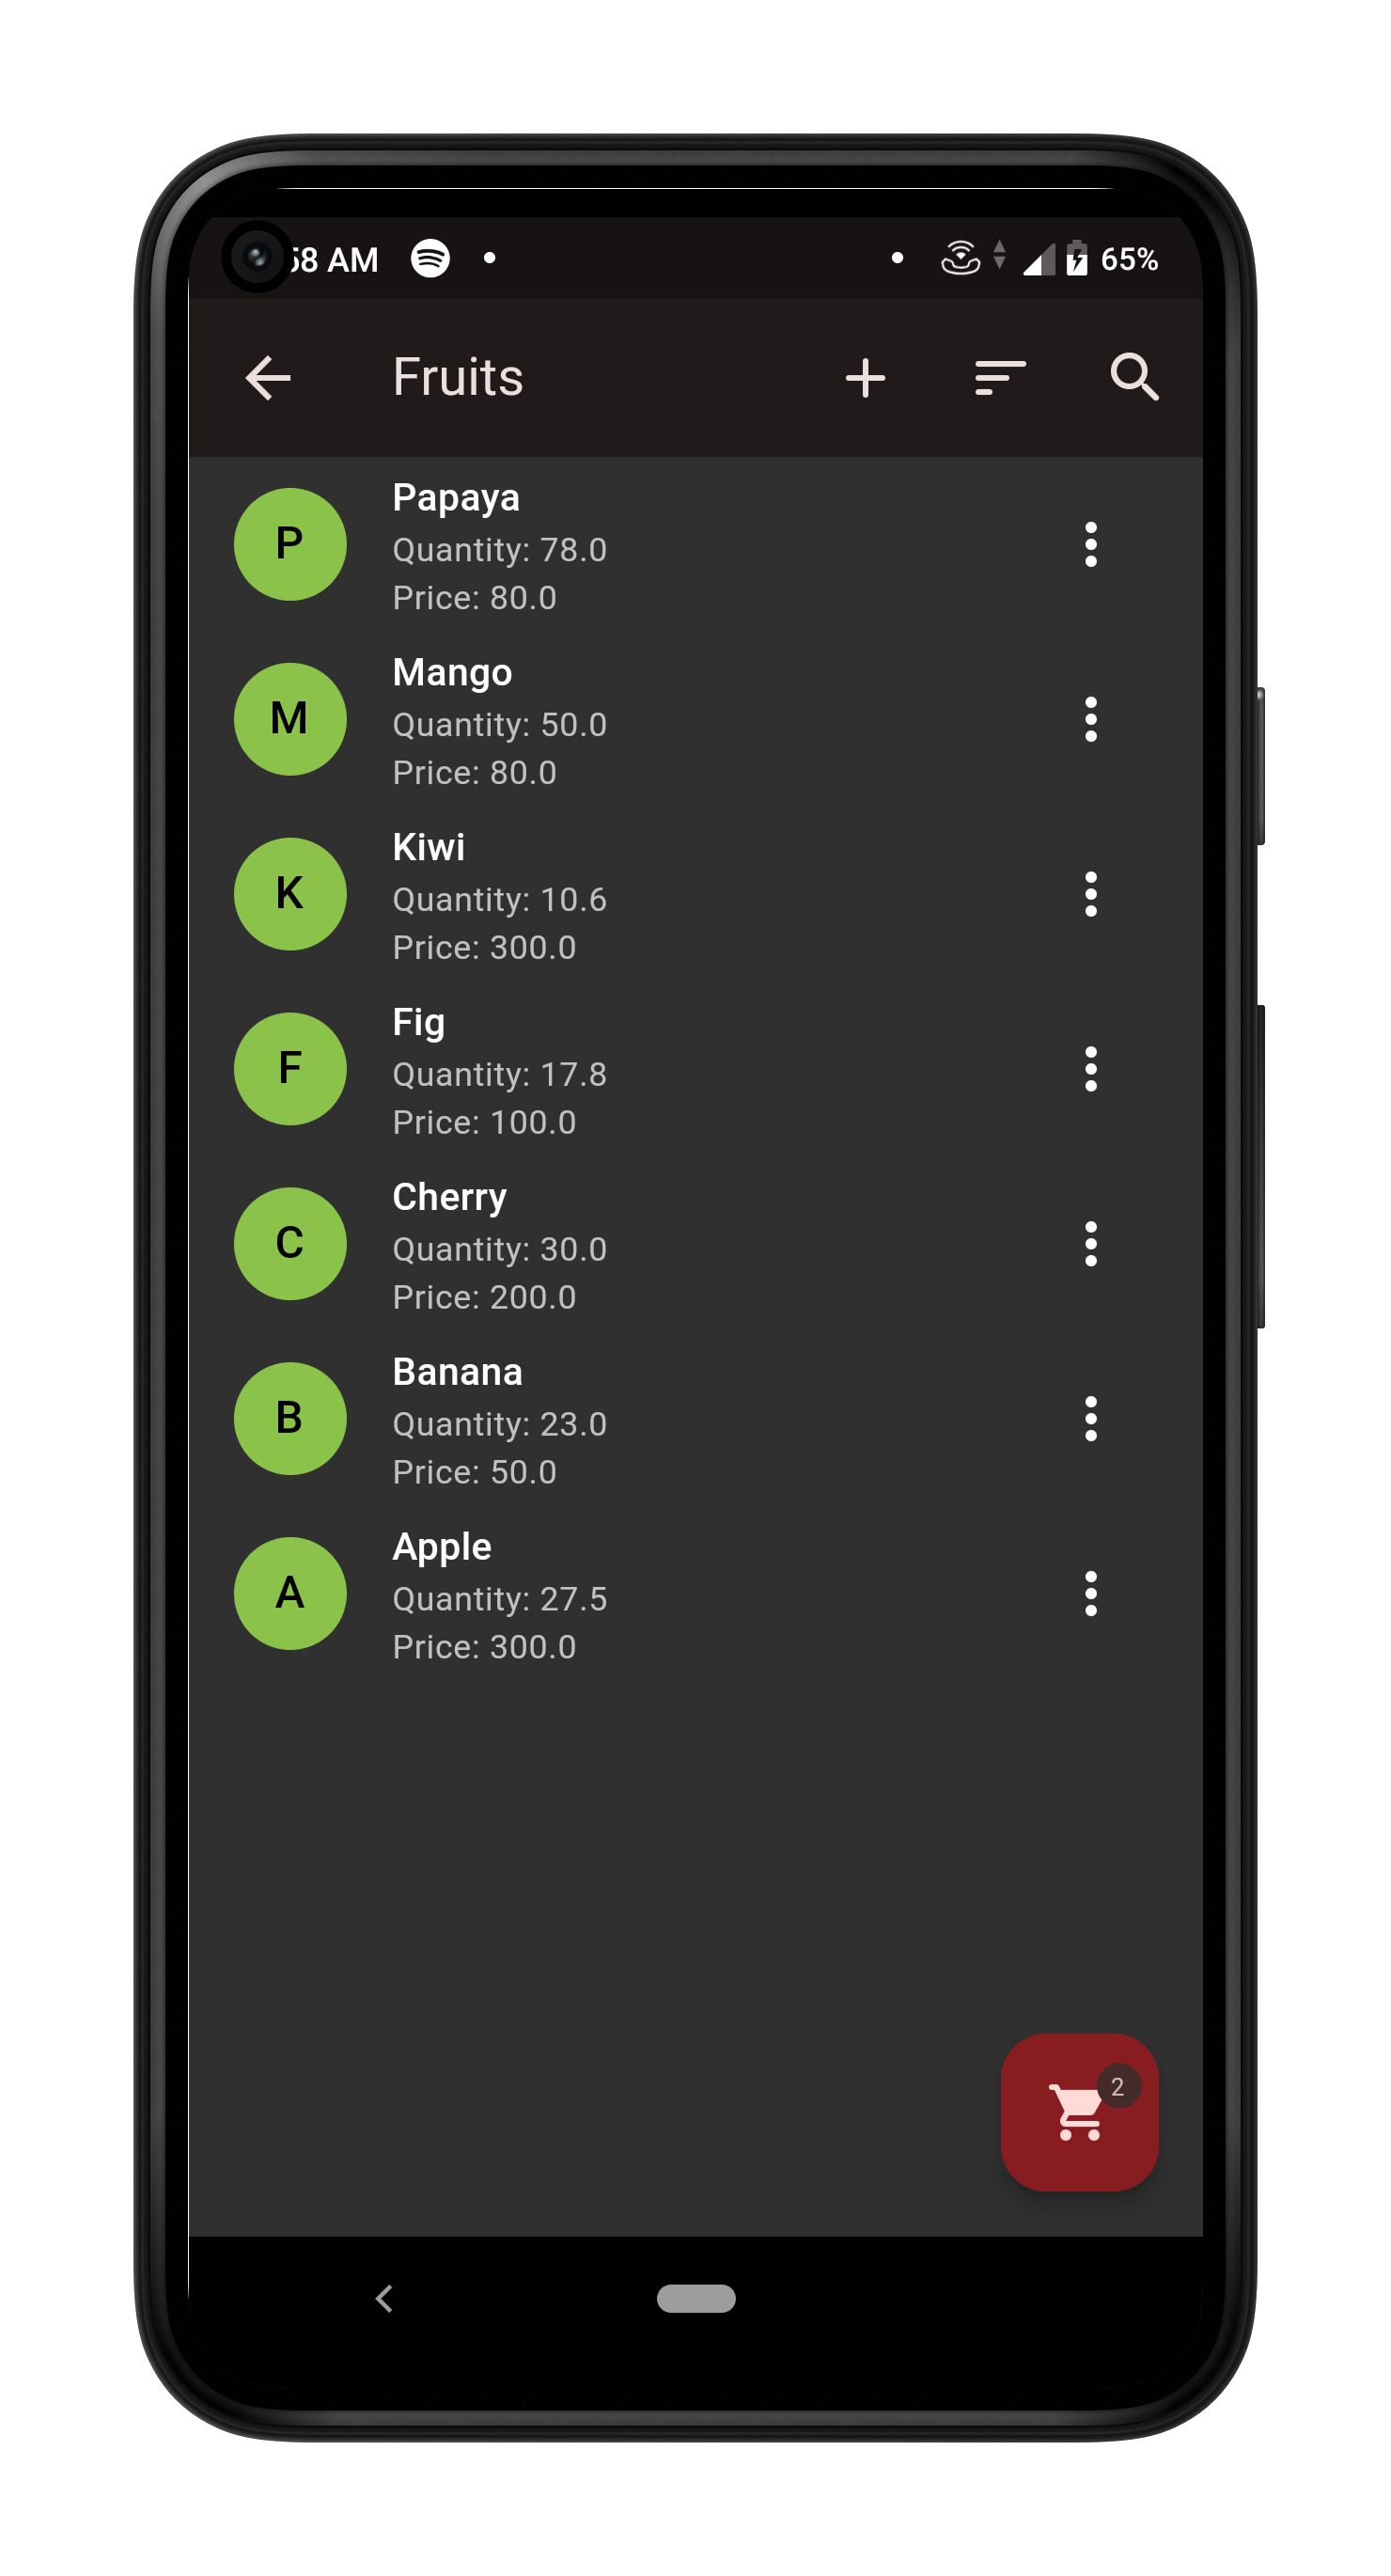 58 AM
65%
Fruits
P
Papaya
Quantity: 78.0
Price: 80.0
M
Mango
Quantity: 50.0
Price: 80.0
K
Kiwi
Quantity: 10.6
Price: 300.0
F
Fig
Quantity: 17.8
Price: 100.0
C
Cherry
Quantity: 30.0
Price: 200.0
B
Banana
Quantity: 23.0
Price: 50.0
A
Apple
Quantity: 27.5
Price: 300.0
2